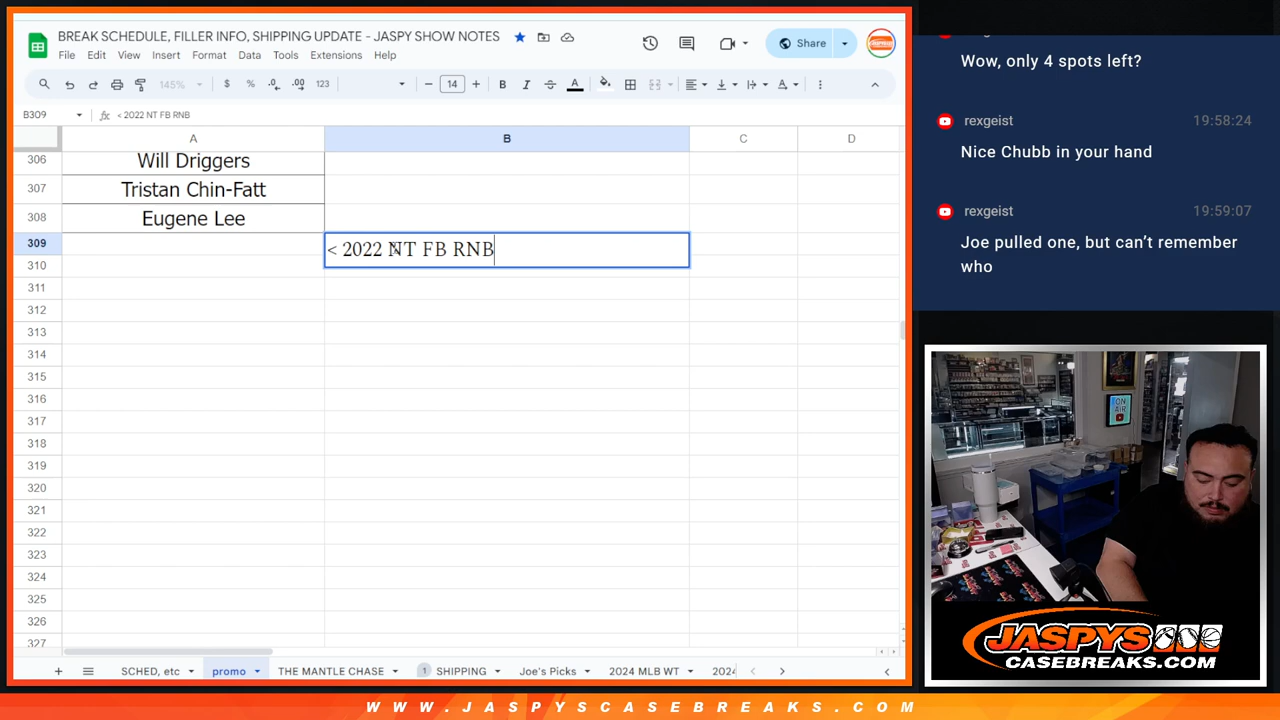 BREAK SCHEDULE, FILLER INFO, SHIPPING UPDATE - JASPY SHOW NOTES
File Edit View Insert Format Data Tools Extensions Help
Share
145% $ % .0 .00 123 14 B I A
B309 fx < 2022 NT FB RNB
A B C D
306 Will Driggers
307 Tristan Chin-Fatt
308 Eugene Lee
309 < 2022 NT FB RNB
310
311
312
313
314
315
316
317
318
319
320
321
322
323
324
325
326
327
SCHED, etc promo THE MANTLE CHASE 1 SHIPPING Joe's Picks 2024 MLB WT 2024
Wow, only 4 spots left?
rexgeist 19:58:24
Nice Chubb in your hand
rexgeist 19:59:07
Joe pulled one, but can't remember
who
ON
AIR
JASPYS
CASEBREAKS.COM
WWW.JASPYSCASEBREAKS.COM